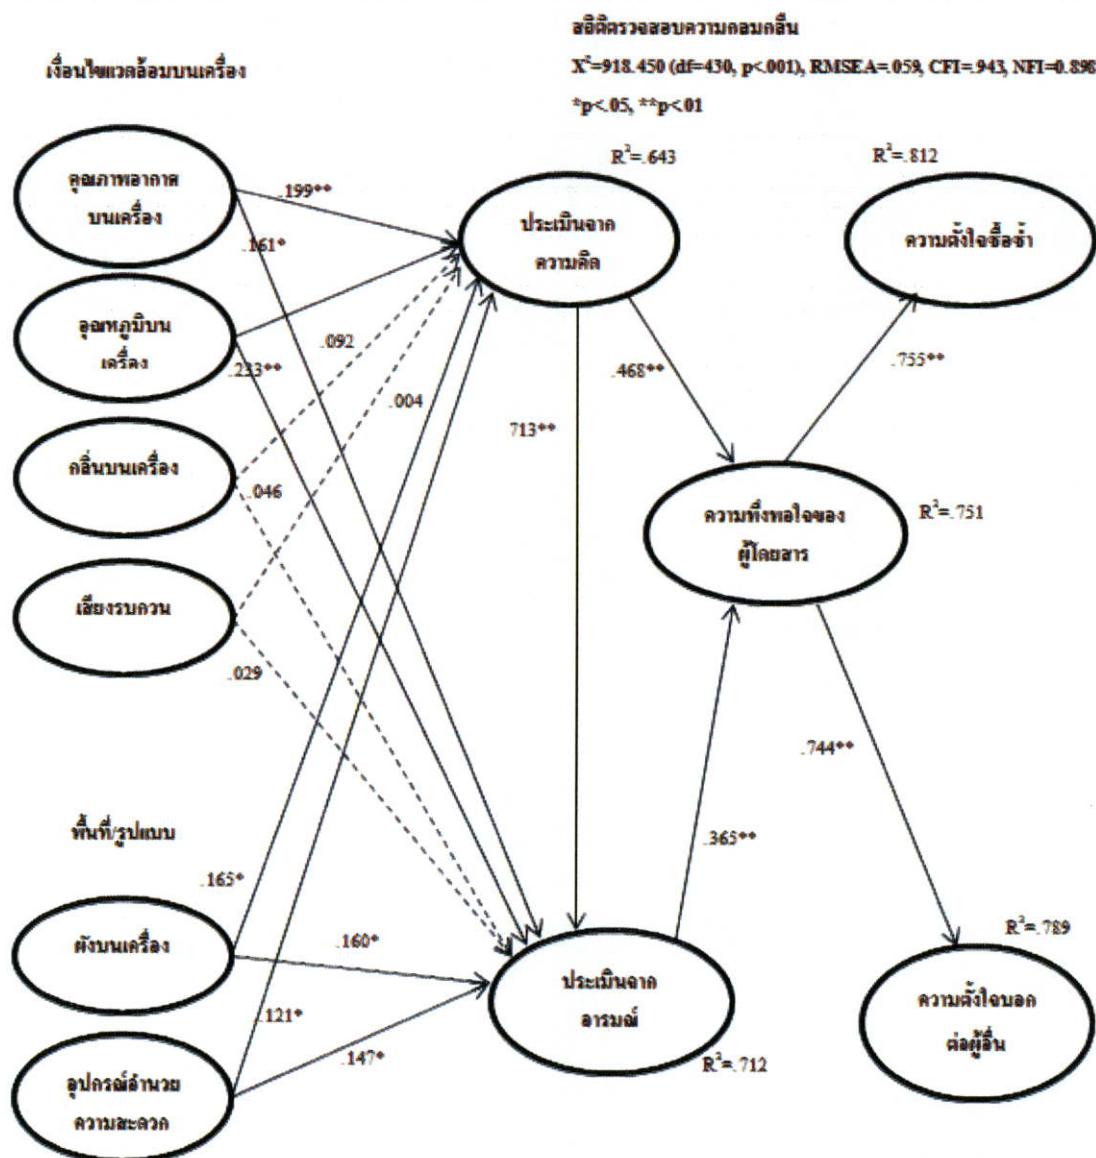 สถิติตรวจสอบความกลมกลืน
X²=918.450 (df=430, p<.001), RMSEA=.059, CFI=.943, NFI=0.898
*p<.05, **p<.01
เงื่อนไขแวดล้อมบนเครื่อง
R²=.643
R²=.812
คุณภาพอากาศ
บนเครื่อง
.199**
ประเมินจาก
ความคิด
ความตั้งใจซื้อซ้ำ
.161*
อุณหภูมิบน
เครื่อง
.092
.233**
.004
.468**
.755**
713**
กลิ่นบนเครื่อง
.046
ความพึงพอใจของ
ผู้โดยสาร
R²=.751
เสียงรบกวน
.029
.744**
พื้นที่/รูปแบบ
.365**
.165*
ผังบนเครื่อง
.160*
R²=.789
ประเมินจาก
อารมณ์
ความตั้งใจบอก
ต่อผู้อื่น
.121*
.147*
R²=.712
อุปกรณ์อำนวย
ความสะดวก